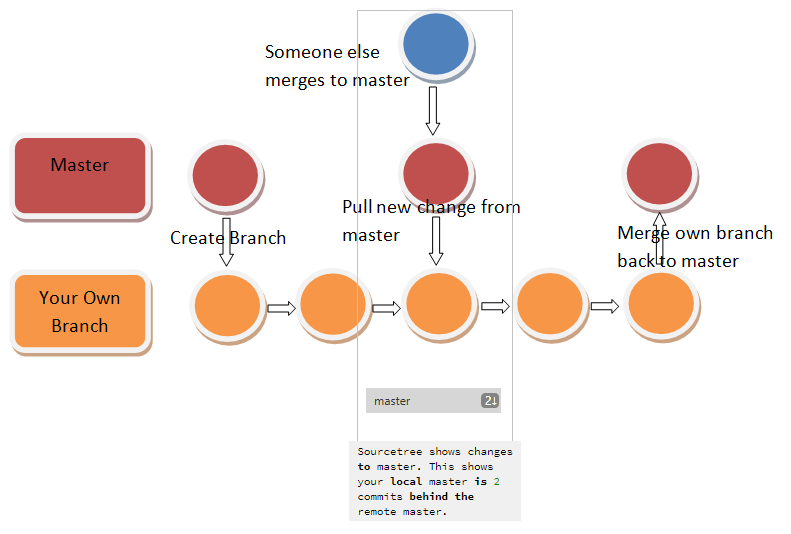 Someone else
merges to master
Master
Pull new change from
master
Create Branch
Merge own branch
back to master
Your Own
Branch
master 2↓
Sourcetree shows changes
to master. This shows
your local master is 2
commits behind the
remote master.